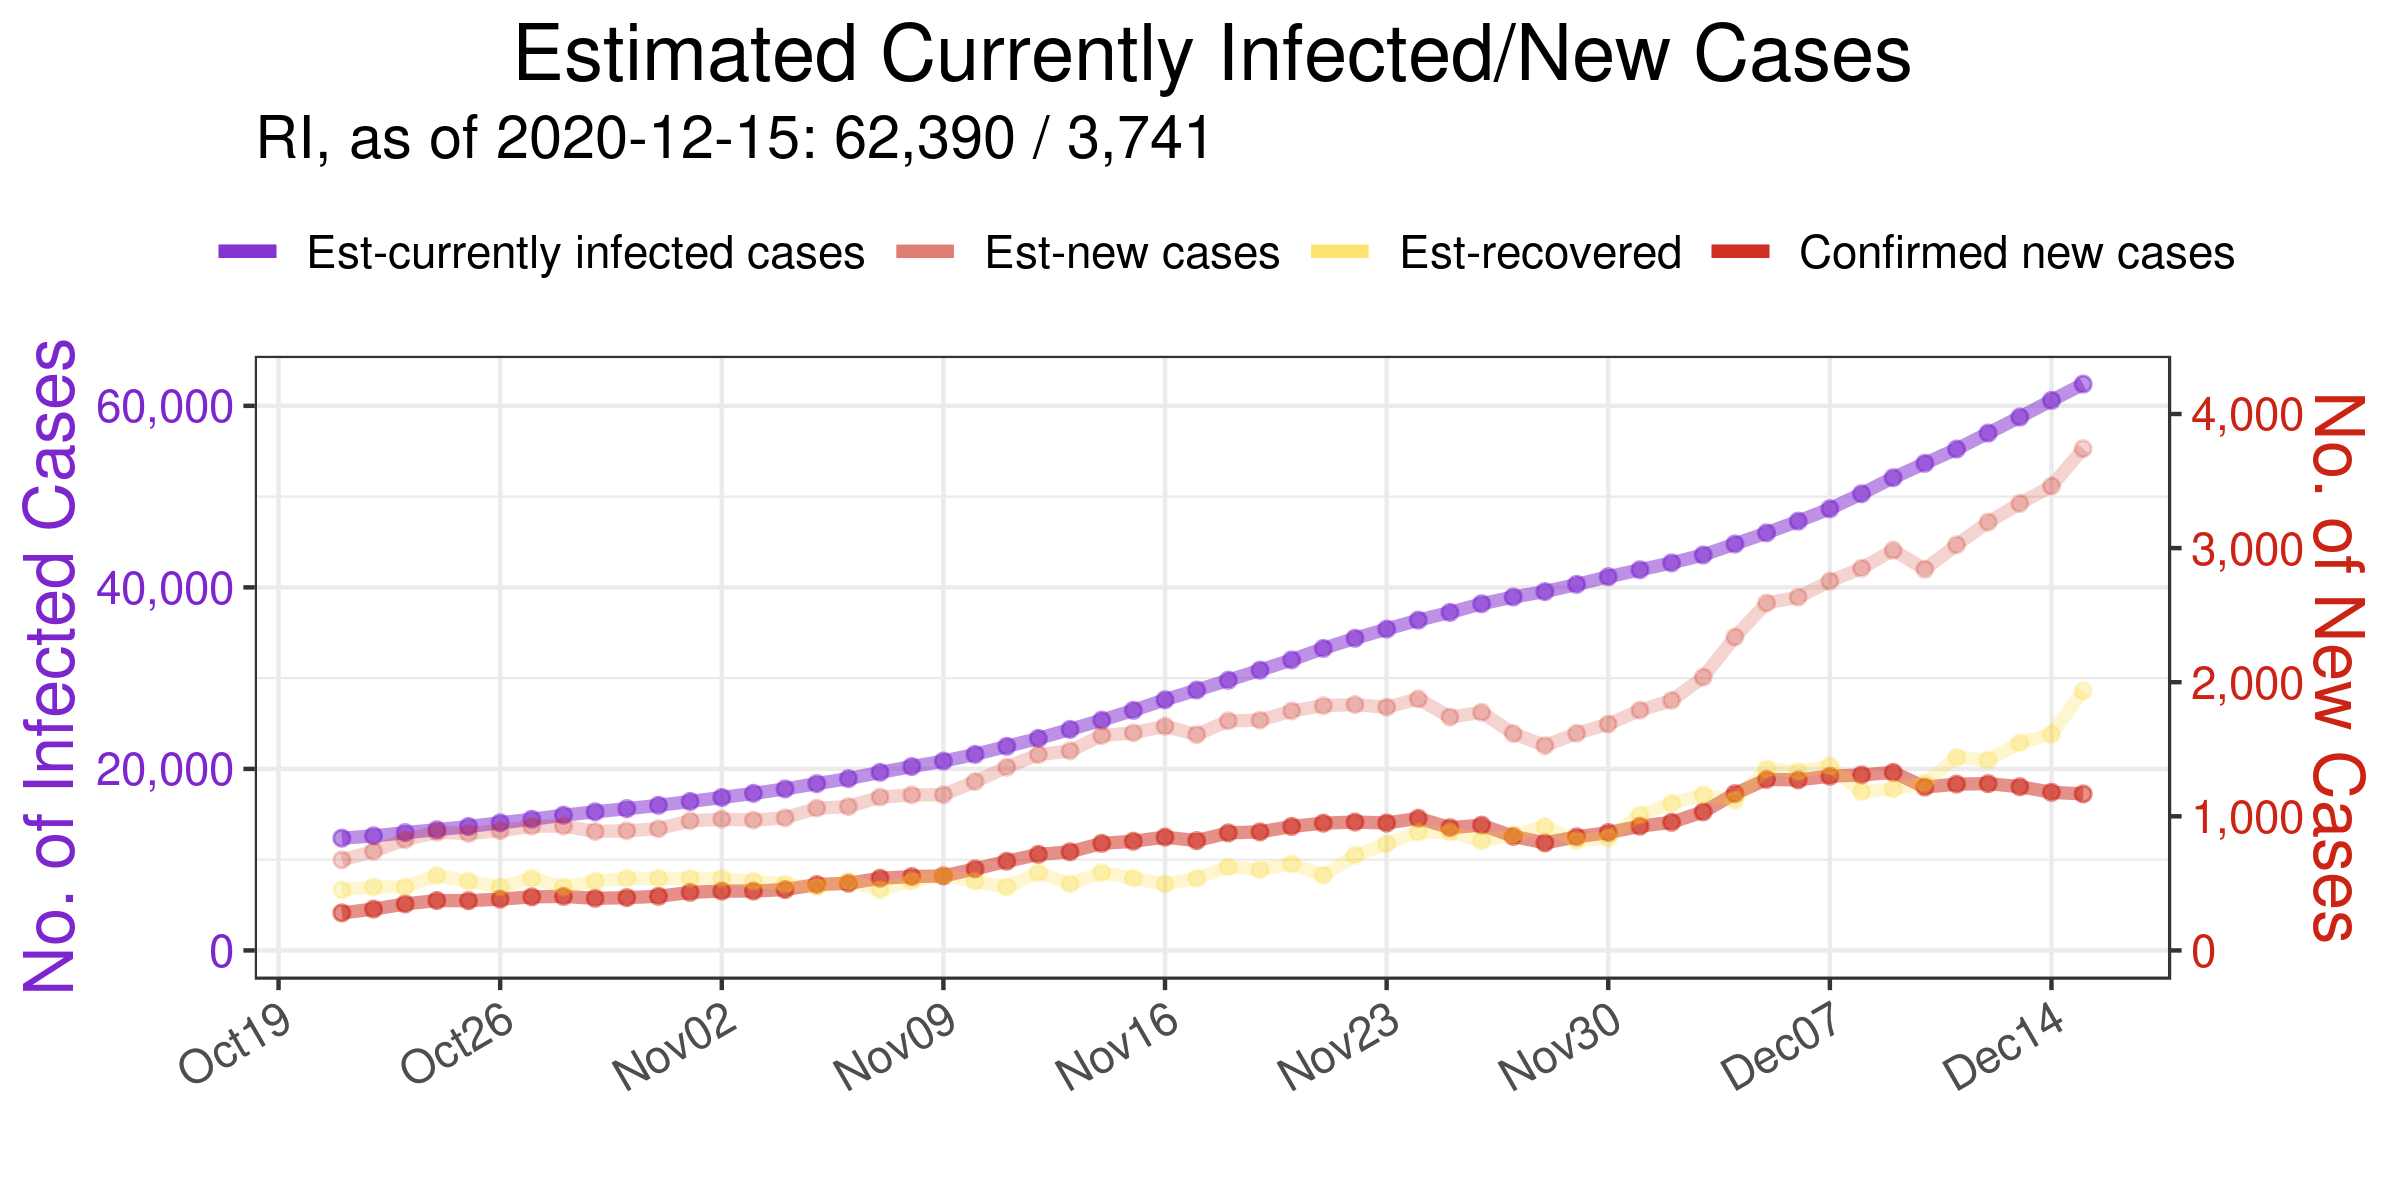 Estimated Currently Infected/New Cases
RI, as of 2020-12-15: 62,390 / 3,741
Est-currently infected cases Est-new cases Est-recovered Confirmed new cases
No. of Infected Cases
60,000
40,000
20,000
0
4,000
3,000
2,000
1,000
0
No. of New Cases
Oct19 Oct26 Nov02 Nov09 Nov16 Nov23 Nov30 Dec07 Dec14